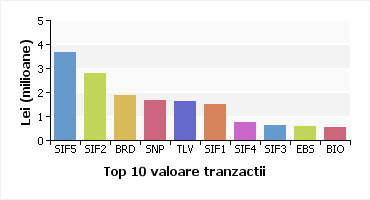 Lei (milioane)
5
4
3
2
1
0
SIF5 SIF2 BRD SNP TLV SIF1 SIF4 SIF3 EBS BIO
Top 10 valoare tranzactii